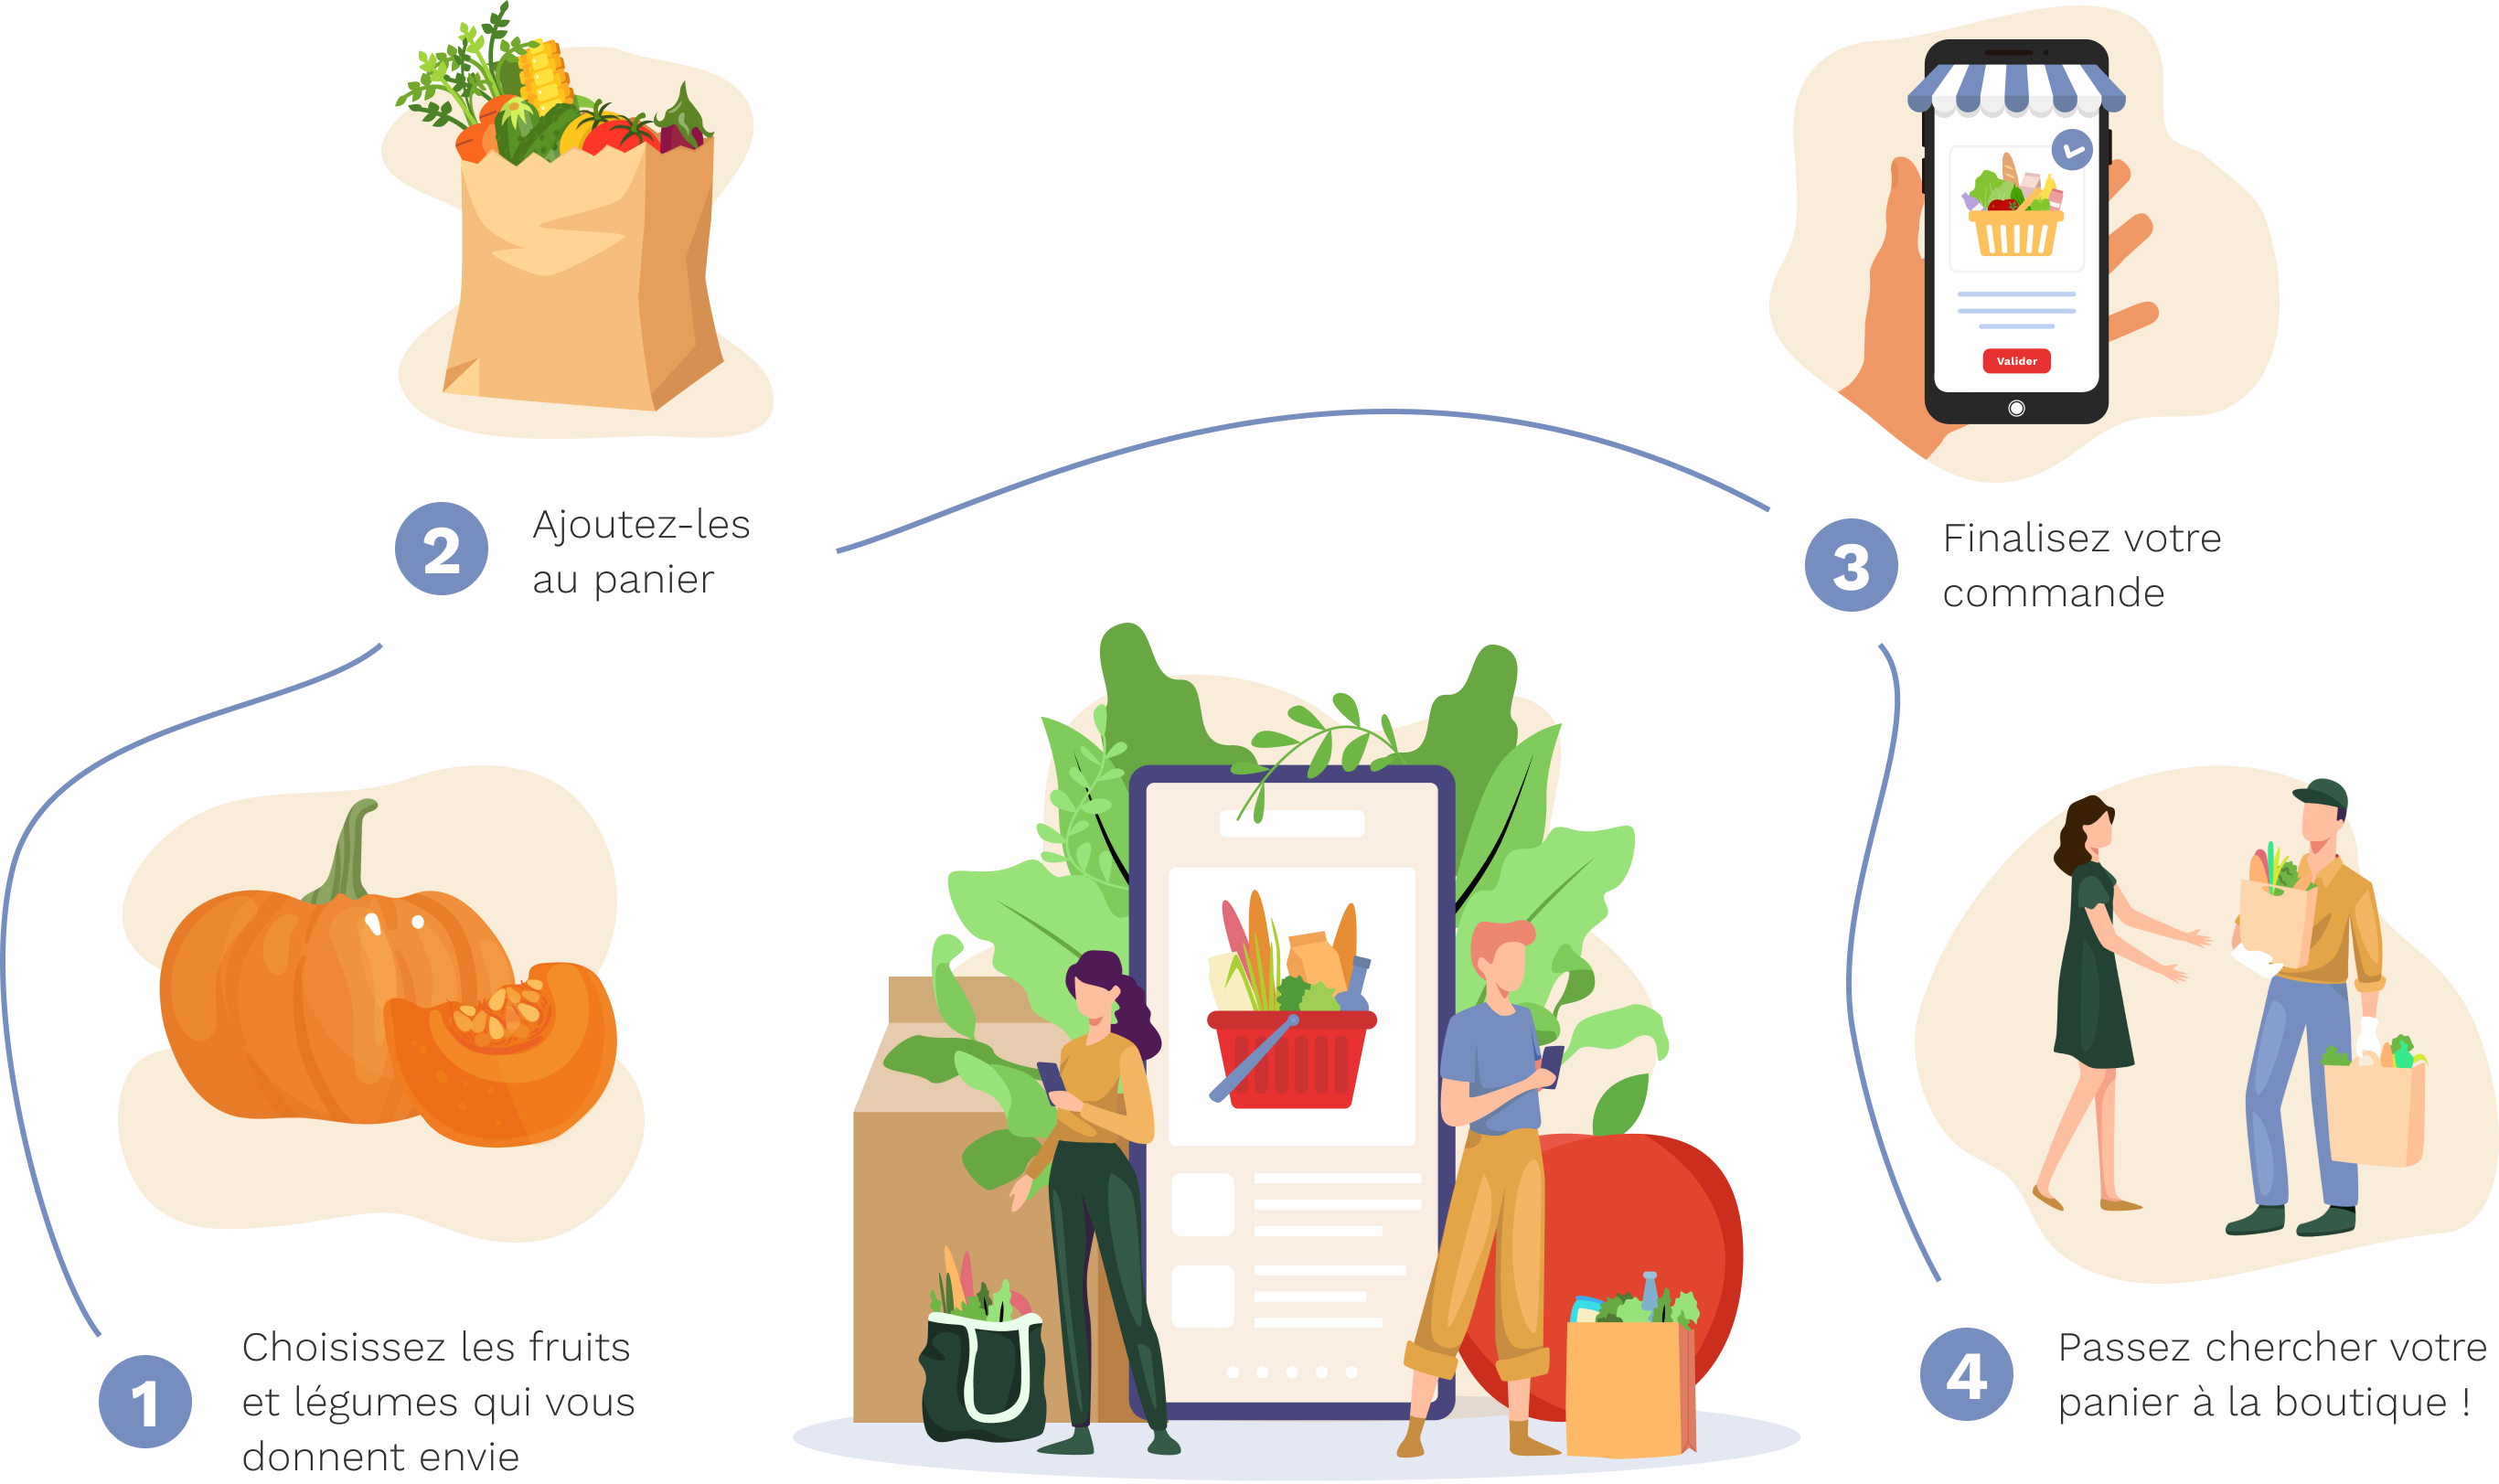 1
Choisissez les fruits
et légumes qui vous
donnent envie
2
Ajoutez-les
au panier
3
Finalisez votre
commande
Valider
4
Passez chercher votre
panier à la boutique !